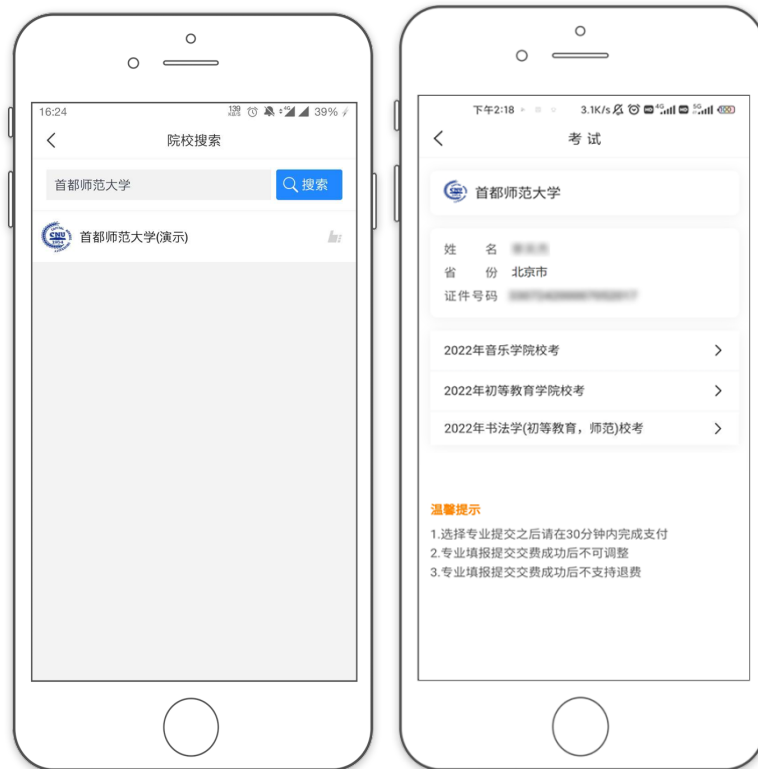 16:24
39%
院校搜索
首都师范大学
搜索
首都师范大学(演示)
下午2:18
3.1K/s
考试
首都师范大学
姓 名
省 份 北京市
证件号码
2022年音乐学院校考
2022年初等教育学院校考
2022年书法学(初等教育，师范)校考
温馨提示
1.选择专业提交之后请在30分钟内完成支付
2.专业填报提交交费成功后不可调整
3.专业填报提交交费成功后不支持退费